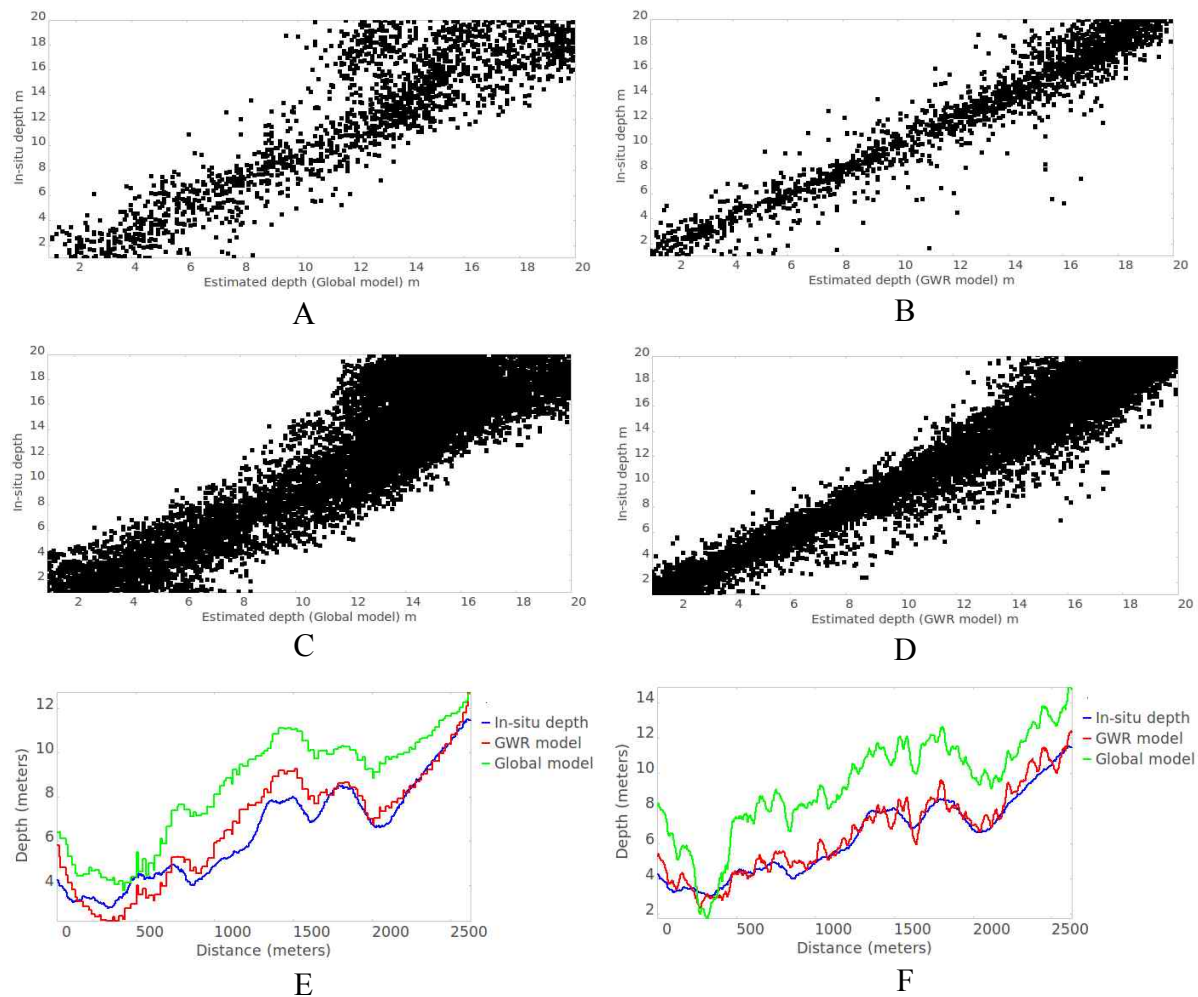 20
18
16
14
12
10
8
6
4
2
In-situ depth m
2 4 6 8 10 12 14 16 18 20
Estimated depth (Global model) m
A
20
18
16
14
12
10
8
6
4
2
In-situ depth m
2 4 6 8 10 12 14 16 18 20
Estimated depth (GWR model) m
B
20
18
16
14
12
10
8
6
4
2
In-situ depth
2 4 6 8 10 12 14 16 18 20
Estimated depth (Global model) m
C
20
18
16
14
12
10
8
6
4
2
In-situ depth m
2 4 6 8 10 12 14 16 18 20
Estimated depth (GWR model) m
D
12
10
8
6
4
Depth (meters)
0 500 1000 1500 2000 2500
Distance (meters)
In-situ depth
GWR model
Global model
E
14
12
10
8
6
4
2
Depth (meters)
0 500 1000 1500 2000 2500
Distance (meters)
In-situ depth
GWR model
Global model
F